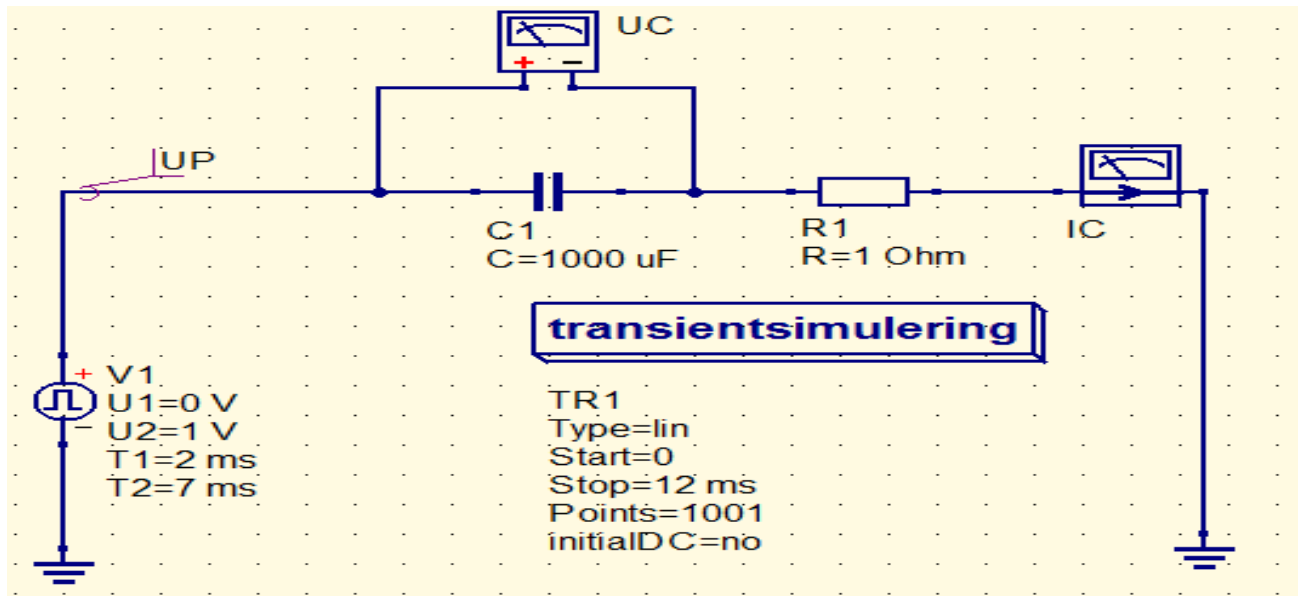 UC
UP
C1
C=1000 uF
R1
R=1 Ohm
IC
transientsimulering
V1
U1=0 V
U2=1 V
T1=2 ms
T2=7 ms
TR1
Type=lin
Start=0
Stop=12 ms
Points=1001
initialDC=no